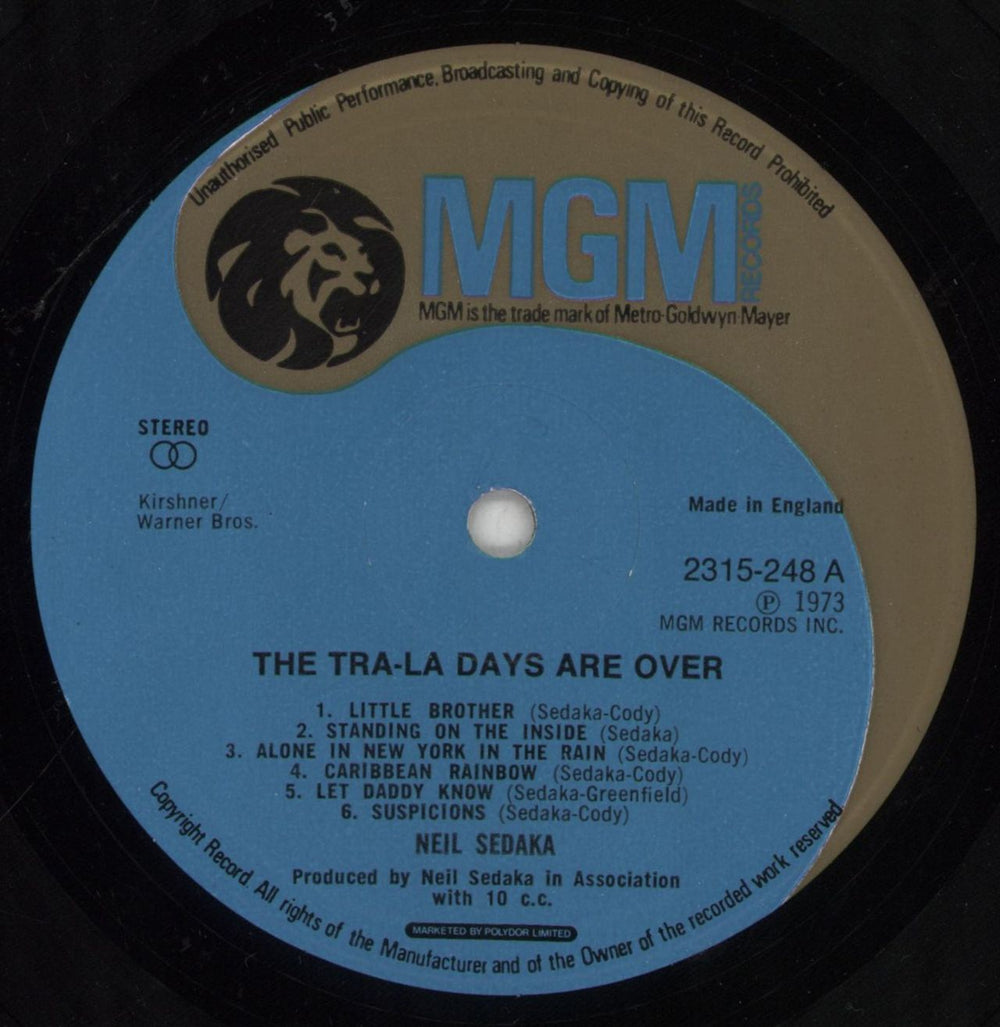 Unauthorised Public Performance, Broadcasting and Copying of this Record Prohibited
MGM
RECORDS
MGM is the trade mark of Metro-Goldwyn-Mayer
STEREO
Kirshner/
Warner Bros.
Made in England
2315-248 A
℗ 1973
MGM RECORDS INC.
THE TRA-LA DAYS ARE OVER
1. LITTLE BROTHER (Sedaka-Cody)
2. STANDING ON THE INSIDE (Sedaka)
3. ALONE IN NEW YORK IN THE RAIN (Sedaka-Cody)
4. CARIBBEAN RAINBOW (Sedaka-Cody)
5. LET DADDY KNOW (Sedaka-Greenfield)
6. SUSPICIONS (Sedaka-Cody)
NEIL SEDAKA
Produced by Neil Sedaka in Association
with 10 c.c.
MARKETED BY POLYDOR LIMITED
Copyright Record. All rights of the Manufacturer and of the Owner of the recorded work reserved